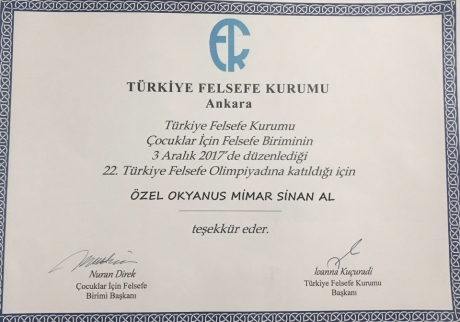 TÜRKİYE FELSEFE KURUMU
Ankara
Türkiye Felsefe Kurumu
Çocuklar İçin Felsefe Biriminin
3 Aralık 2017'de düzenlediği
22. Türkiye Felsefe Olimpiyadına katıldığı için
ÖZEL OKYANUS MİMAR SİNAN AL
teşekkür eder.
Nuran Direk
Çocuklar İçin Felsefe
Birimi Başkanı
Ioanna Kuçuradi
Türkiye Felsefe Kurumu
Başkanı